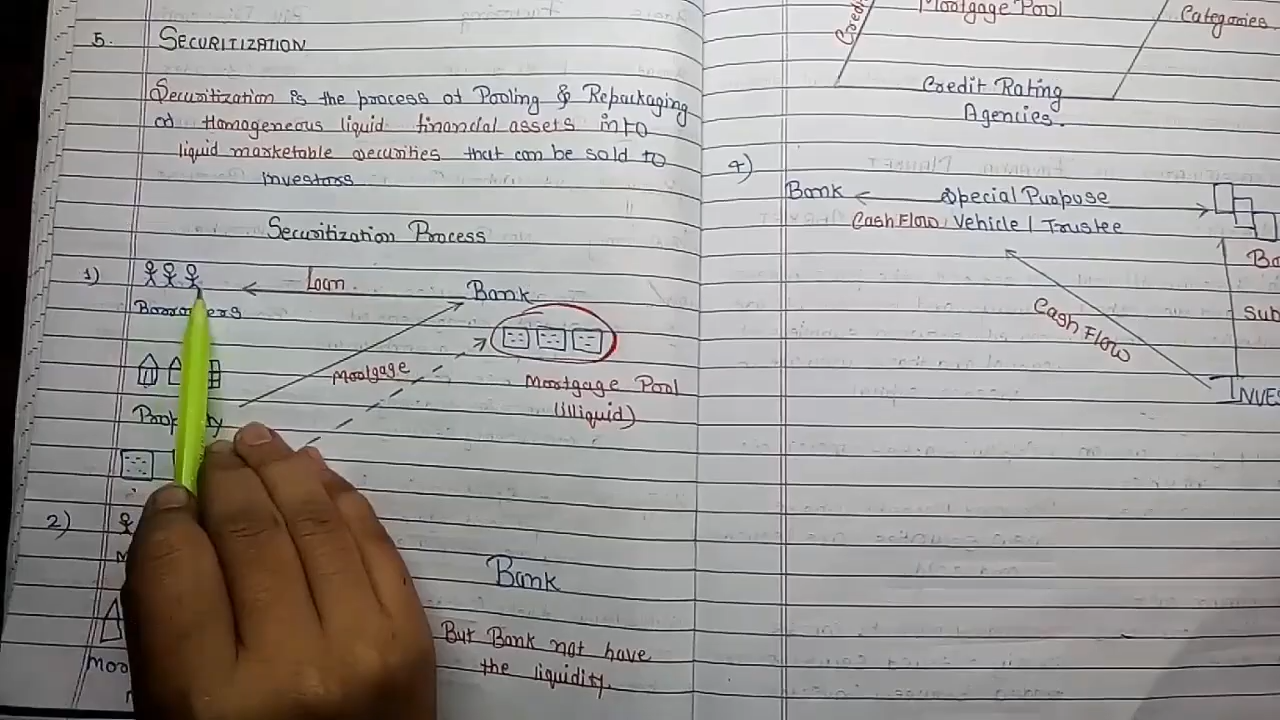 5. SECURITIZATION
Securitization is the process of Pooling & Repackaging
of Homageneous liquid financial assets into
liquid marketable securities that can be sold to
investors
Securitization Process
1)
Loan
Bank
Borrowers
Mortgage
Mortgage Pool
(illiquid)
2)
Bank
But Bank not have
the liquidity.
Mortgage Pool
Categories
Credit Rating
Agencies.
4)
Bank
Special Purpose
Cash Flow
Vehicle / Trustee
Cash Flow